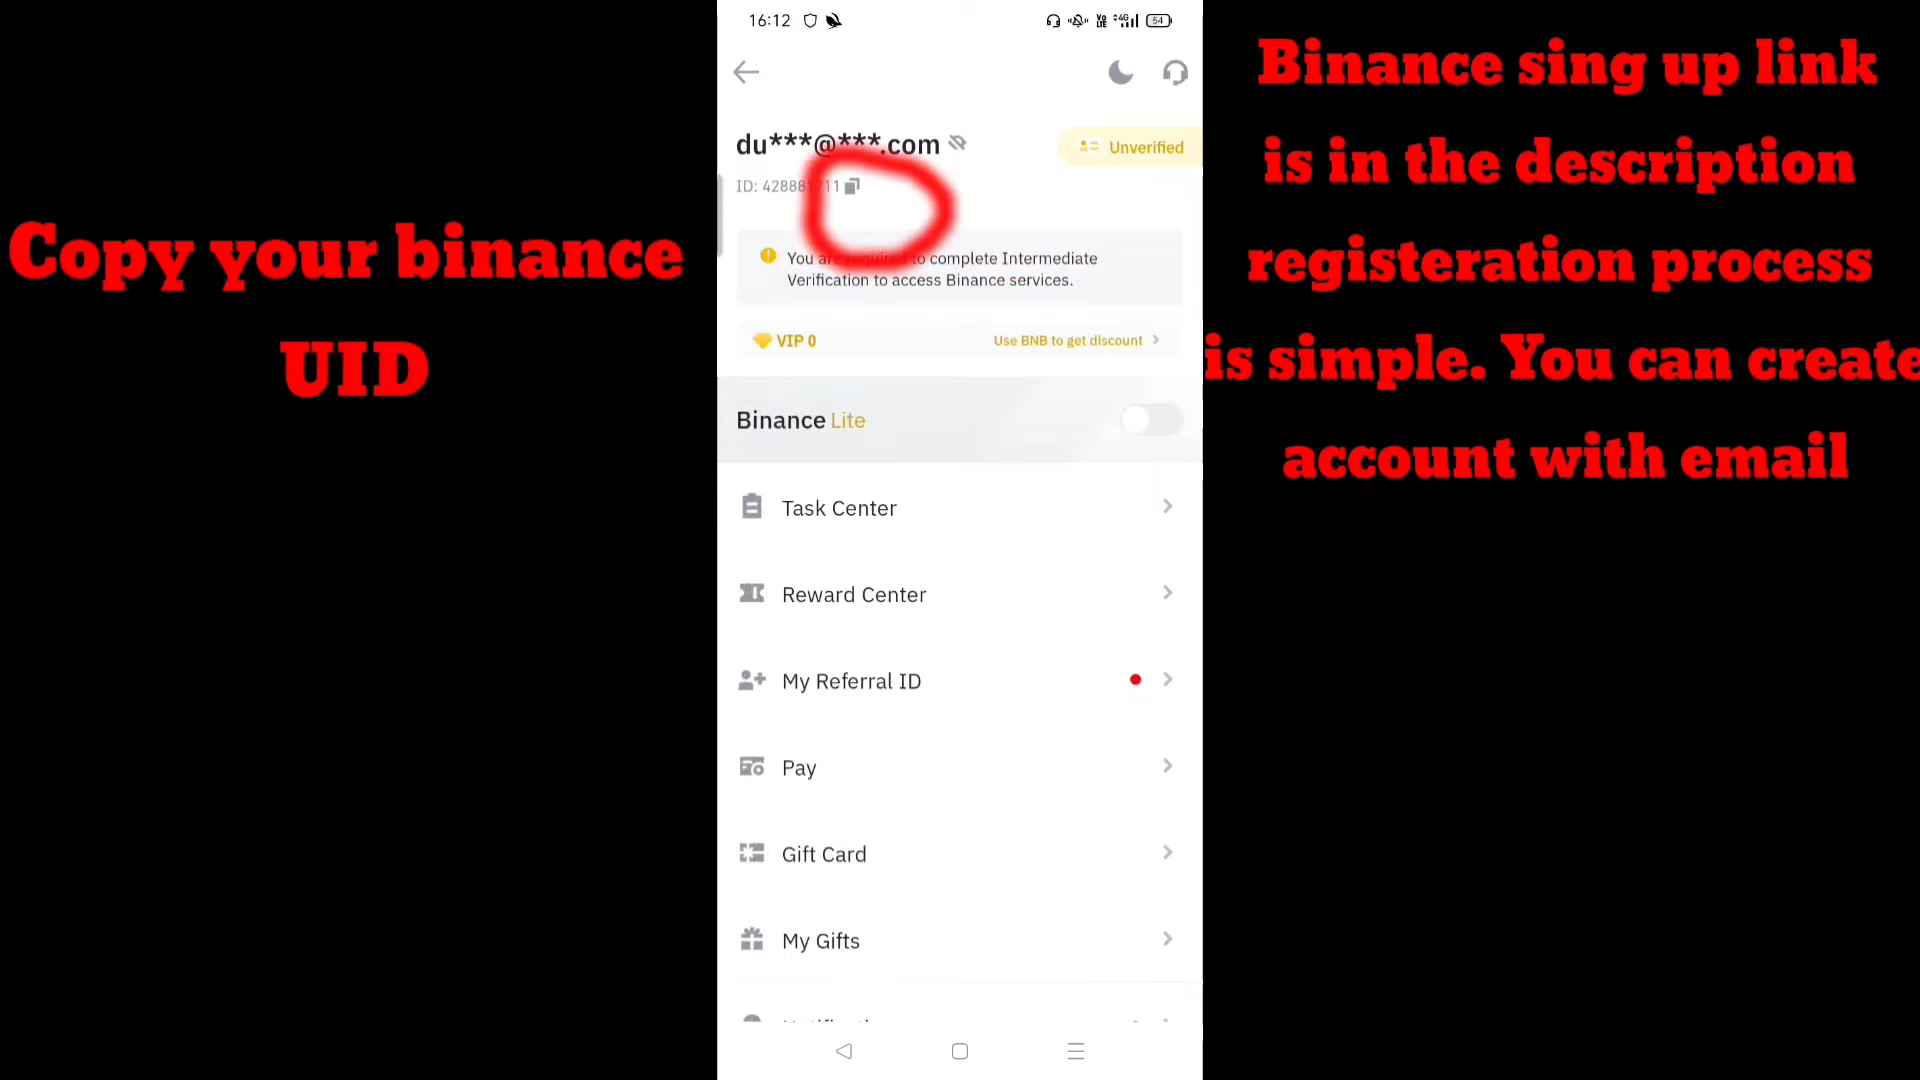 Copy your binance
UID
16:12
54
du***@***.com
Unverified
ID:
You are required to complete Intermediate
Verification to access Binance services.
VIP 0
Use BNB to get discount
Binance Lite
Task Center
Reward Center
My Referral ID
Pay
Gift Card
My Gifts
Binance sing up link
is in the description
registeration process
is simple. You can create
account with email